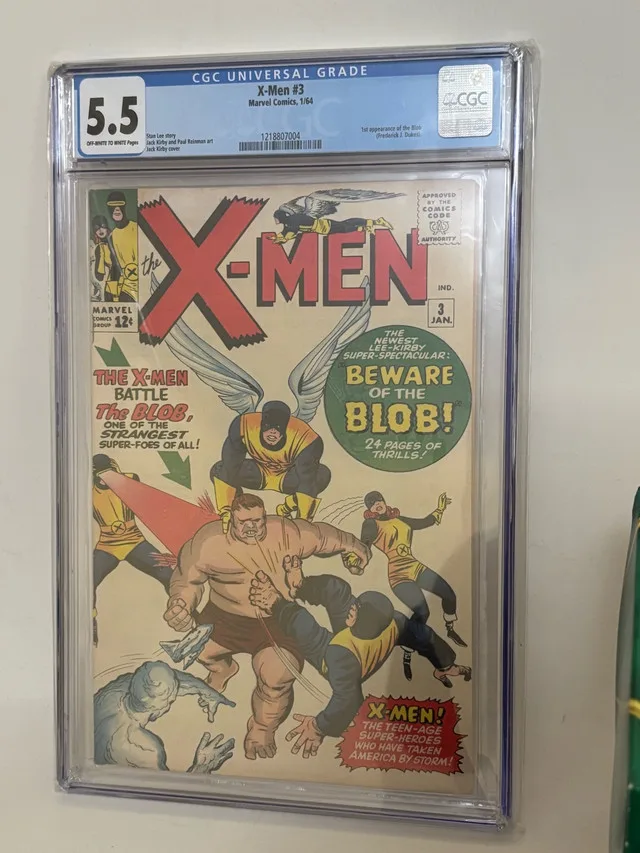 CGC UNIVERSAL GRADE
5.5
OFF-WHITE TO WHITE Pages
X-Men #3
Marvel Comics, 1/64
Stan Lee story
Jack Kirby and Paul Reinman art
Jack Kirby cover
1218807004
1st appearance of the Blob
(Frederick J. Dukes).
CGC
APPROVED
BY THE
COMICS
CODE
AUTHORITY
the
X-MEN
IND.
3
JAN.
MARVEL
COMICS
GROUP 12¢
THE X-MEN
BATTLE
The BLOB,
ONE OF THE
STRANGEST
SUPER-FOES OF ALL!
THE
NEWEST
LEE-KIRBY
SUPER-SPECTACULAR:
BEWARE
OF THE
BLOB!
24 PAGES OF
THRILLS!
X-MEN!
THE TEEN-AGE
SUPER-HEROES
WHO HAVE TAKEN
AMERICA BY STORM!